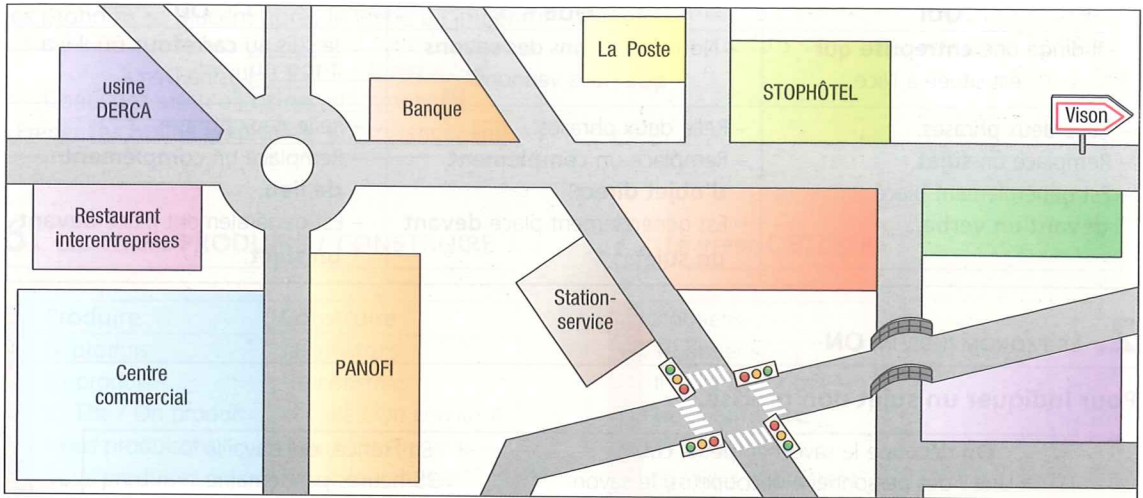 usine
DERCA
Banque
La Poste
STOPHÔTEL
Vison
Restaurant
interentreprises
Station-
service
Centre
commercial
PANOFI